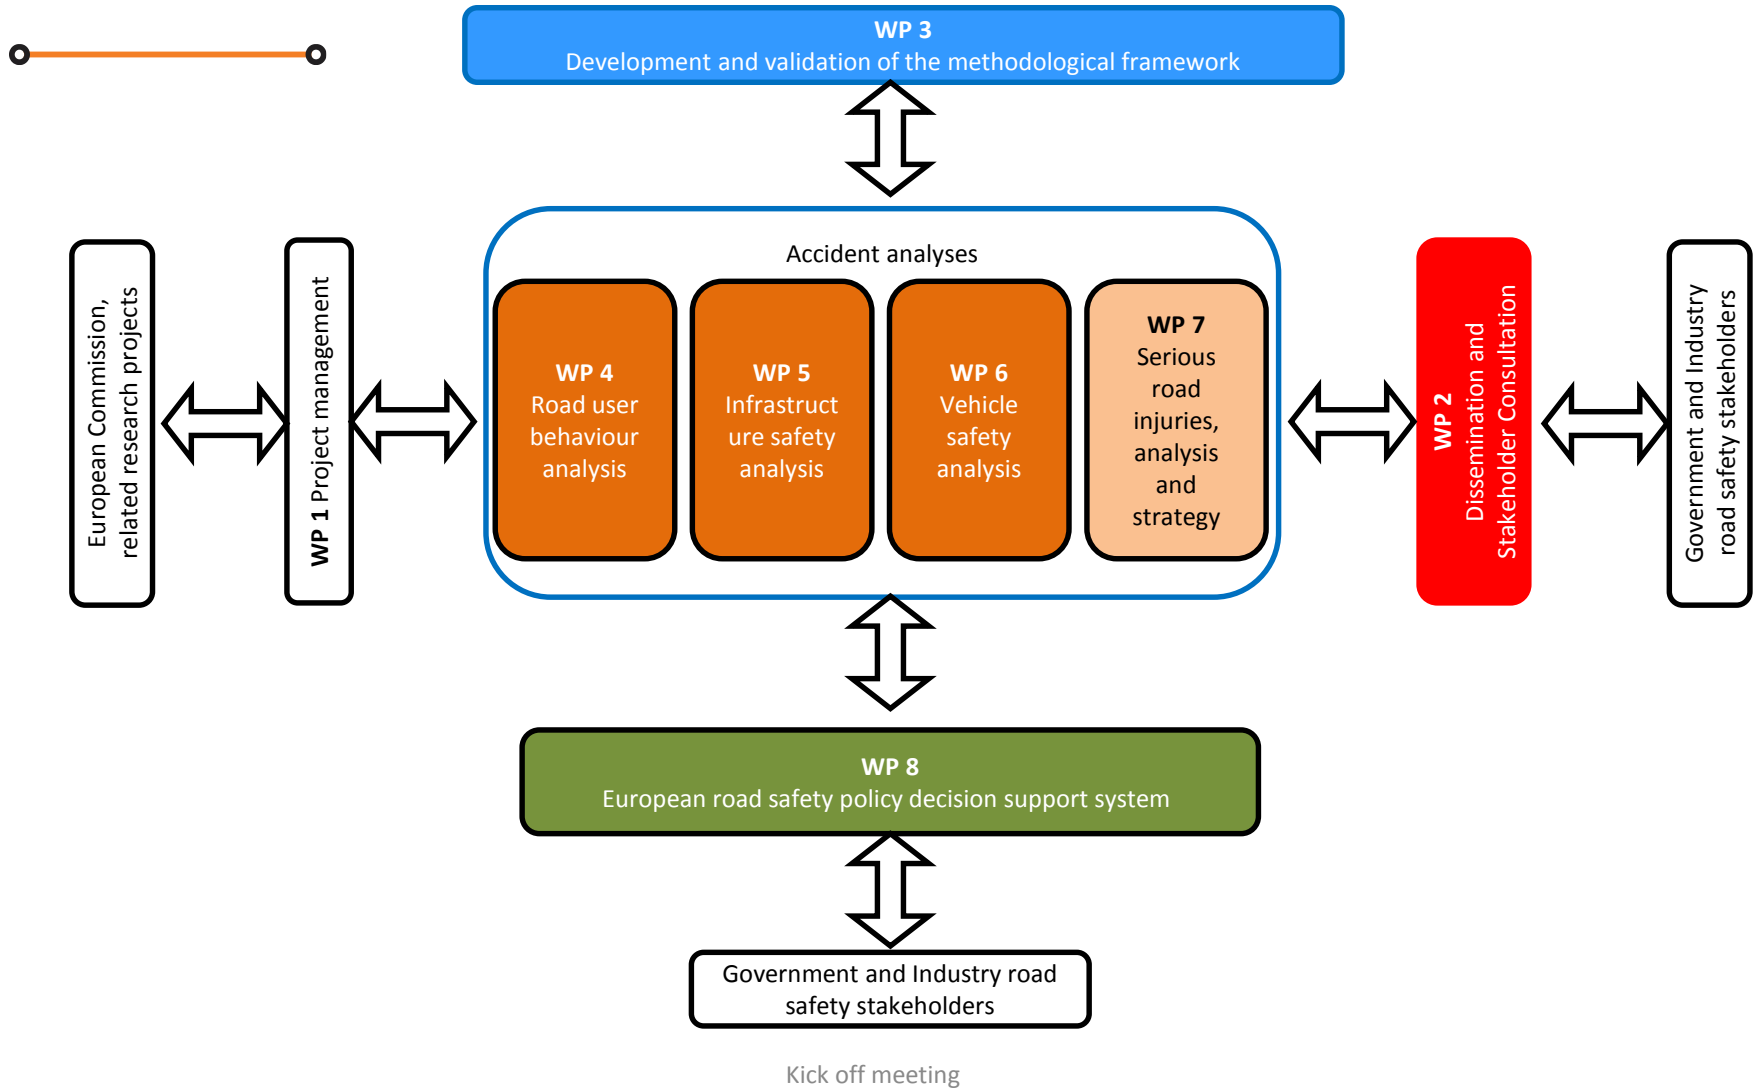 WP 3
Development and validation of the methodological framework
European Commission,
related research projects
WP 1 Project management
Accident analyses
WP 4
Road user
behaviour
analysis
WP 5
Infrastruct
ure safety
analysis
WP 6
Vehicle
safety
analysis
WP 7
Serious
road
injuries,
analysis
and
strategy
WP 2
Dissemination and
Stakeholder Consultation
Government and Industry
road safety stakeholders
WP 8
European road safety policy decision support system
Government and Industry road
safety stakeholders
Kick off meeting